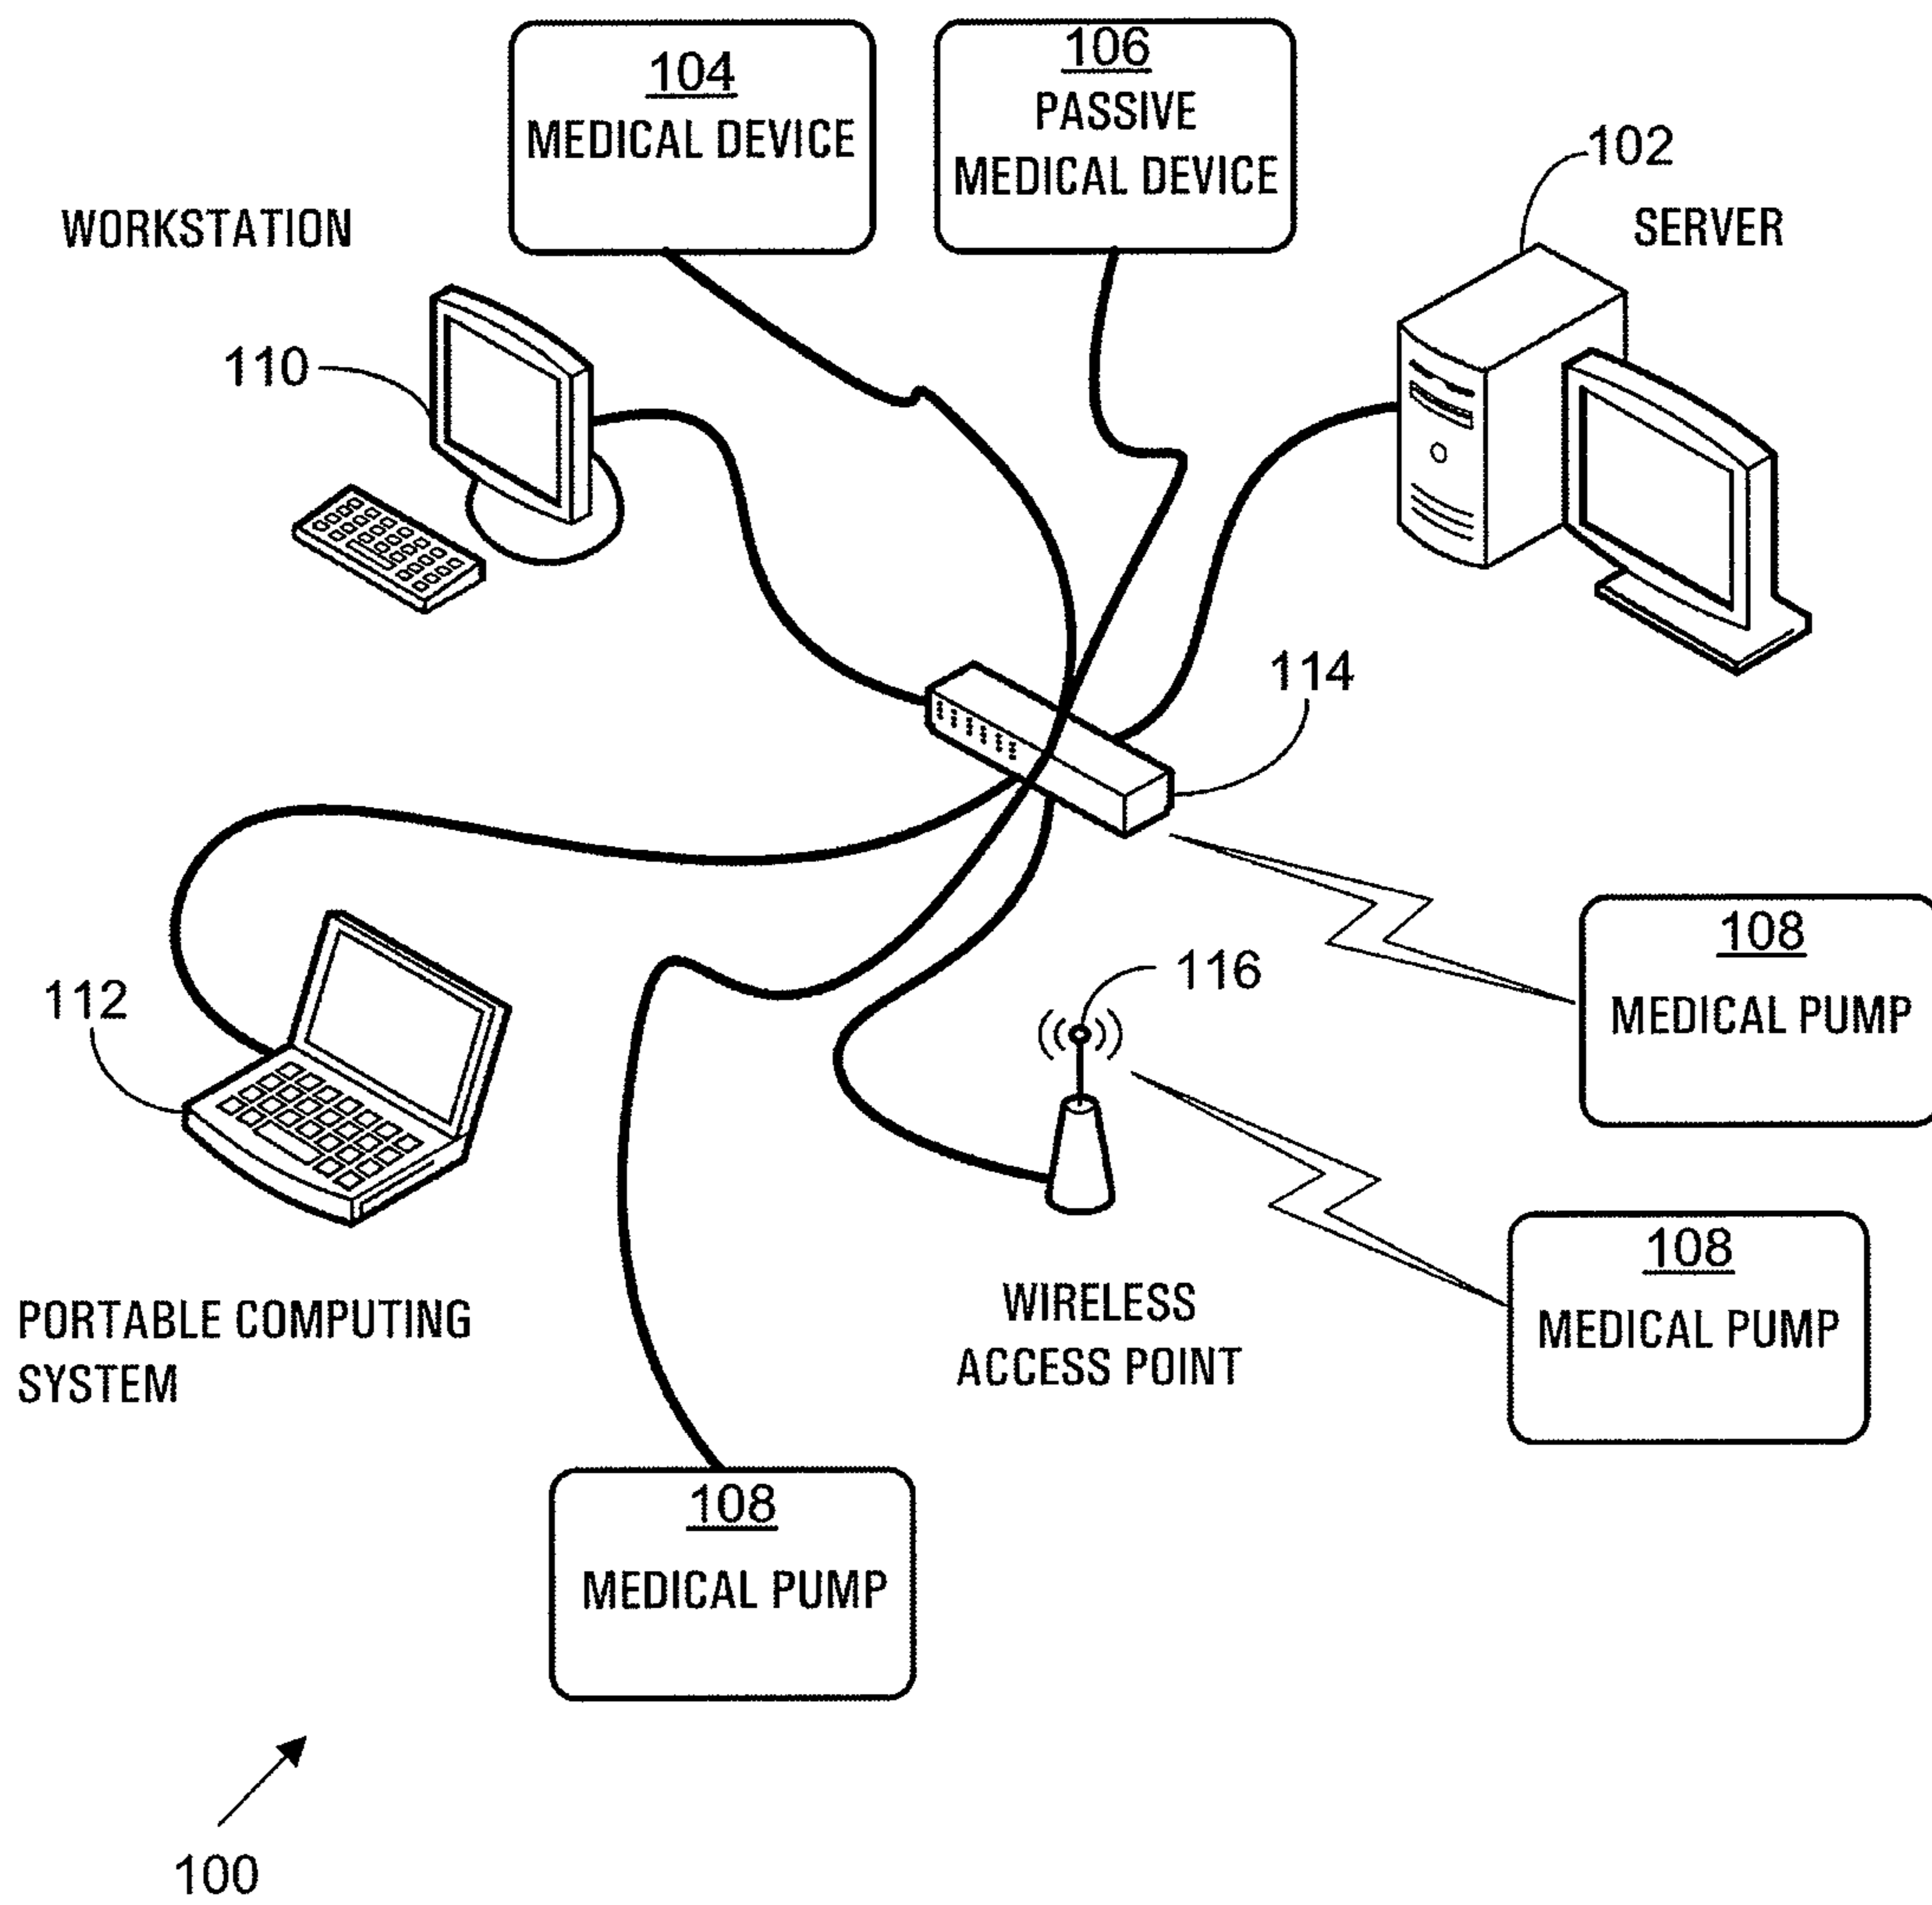 104
MEDICAL DEVICE
106
PASSIVE
MEDICAL DEVICE
102
SERVER
WORKSTATION
110
114
108
MEDICAL PUMP
116
112
108
MEDICAL PUMP
WIRELESS
ACCESS POINT
PORTABLE COMPUTING
SYSTEM
108
MEDICAL PUMP
100